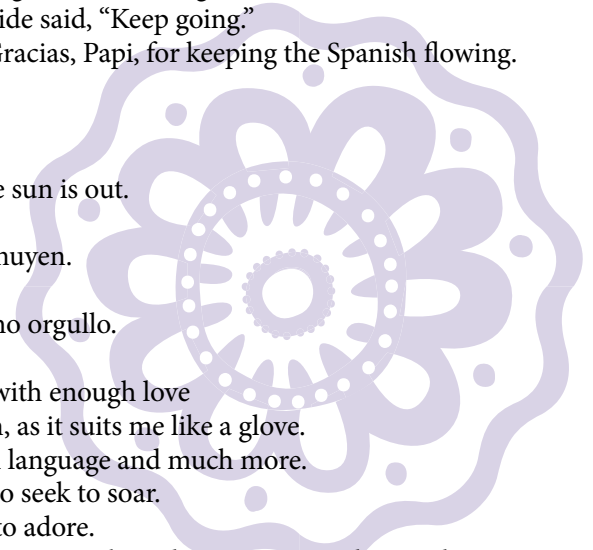 ide said, “Keep going.”
Gracias, Papi, for keeping the Spanish flowing.
e sun is out.
huyen.
no orgullo.
with enough love
, as it suits me like a glove.
language and much more.
o seek to soar.
to adore.